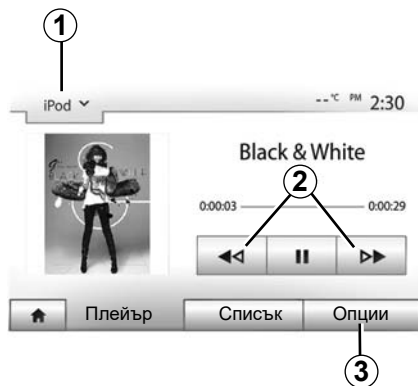 1
iPod
--°C PM 2:30
Black & White
2
0:00:03
0:00:29
Плейър
Списък
Опции
3